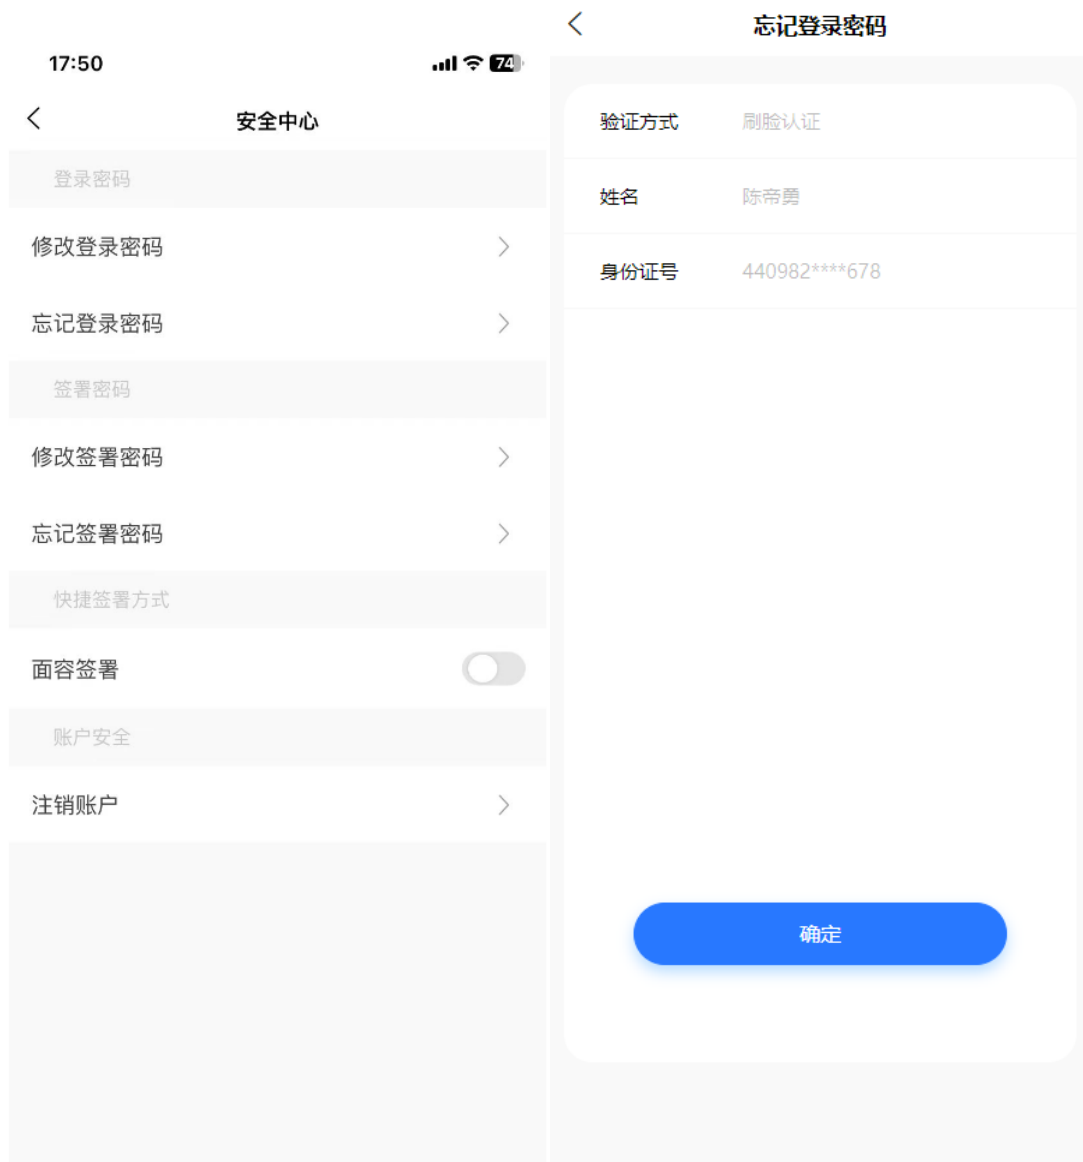 17:50
74
安全中心
登录密码
修改登录密码
忘记登录密码
签署密码
修改签署密码
忘记签署密码
快捷签署方式
面容签署
账户安全
注销账户
忘记登录密码
验证方式 刷脸认证
姓名 陈帝勇
身份证号 440982****678
确定